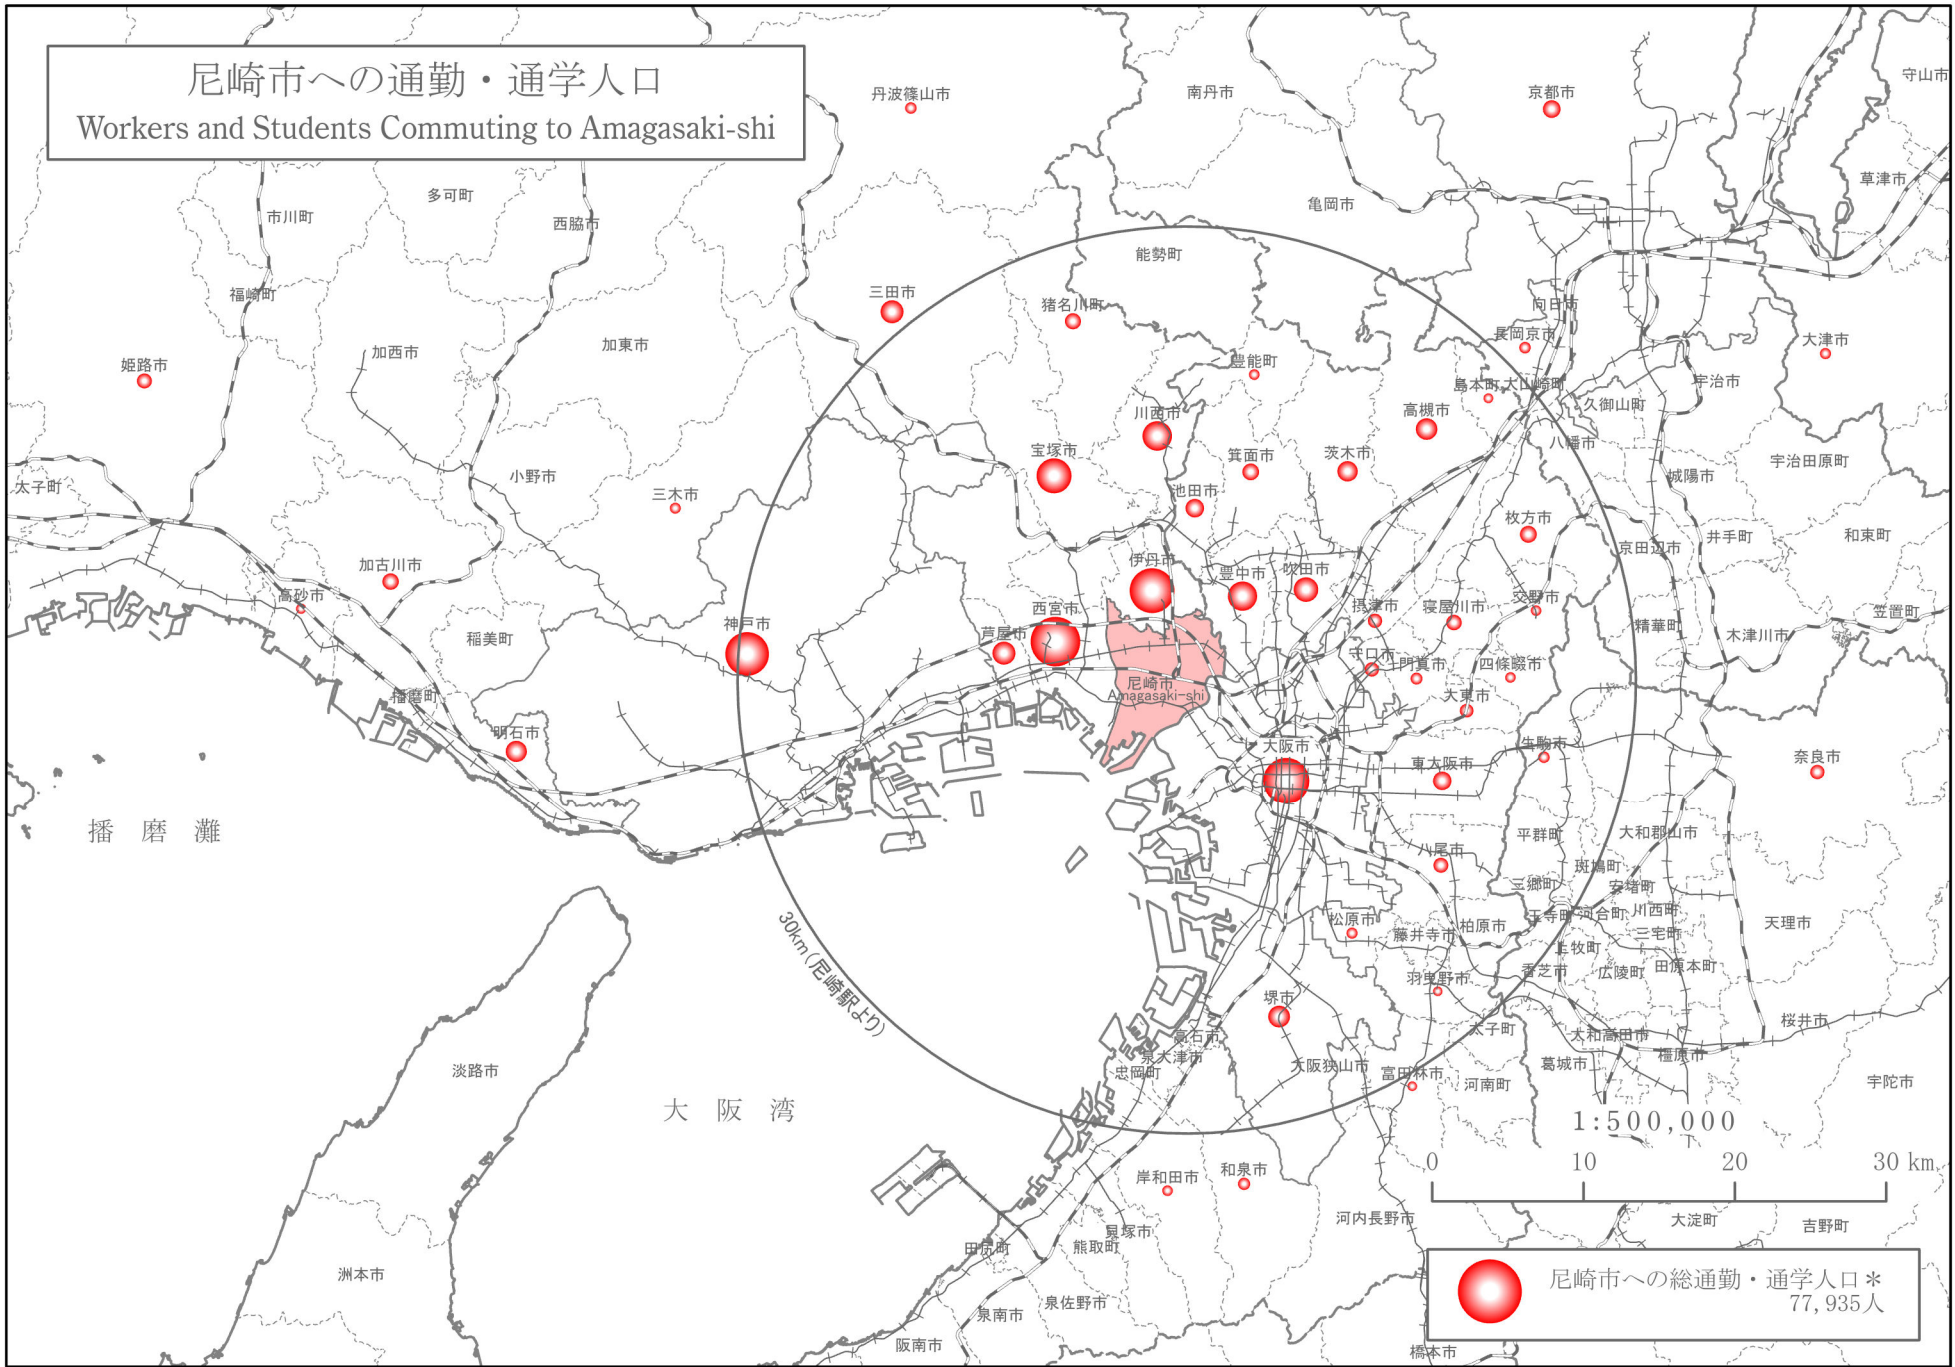 尼崎市への通勤・通学人口
Workers and Students Commuting to Amagasaki-shi
丹波篠山市
南丹市
京都市
守山市
草津市
多可町
市川町
西脇市
亀岡市
能勢町
福崎町
三田市
猪名川町
向日市
長岡京市
大津市
加西市
加東市
姫路市
豊能町
島本町
大山崎町
宇治市
久御山町
川西市
高槻市
八幡市
宝塚市
箕面市
茨木市
宇治田原町
城陽市
太子町
小野市
三木市
池田市
枚方市
京田辺市
井手町
和束町
加古川市
高砂市
伊丹市
豊中市
吹田市
摂津市
寝屋川市
交野市
笠置町
精華町
木津川市
稲美町
神戸市
芦屋市
西宮市
守口市
門真市
四條畷市
尼崎市
Amagasaki-shi
大東市
播磨町
明石市
大阪市
東大阪市
生駒市
奈良市
播磨灘
平群町
大和郡山市
八尾市
斑鳩町
三郷町
安堵町
王寺町
河合町
川西町
天理市
松原市
藤井寺市
柏原市
三宅町
上牧町
30km(尼崎駅より)
羽曳野市
香芝市
広陵町
田原本町
堺市
高石市
太子町
大和高田市
桜井市
泉大津市
忠岡町
大阪狭山市
富田林市
河南町
葛城市
橿原市
宇陀市
淡路市
大阪湾
1:500,000
0 10 20 30 km
岸和田市
和泉市
河内長野市
大淀町
吉野町
貝塚市
熊取町
田尻町
洲本市
泉佐野市
泉南市
阪南市
橋本市
尼崎市への総通勤・通学人口＊
77,935人